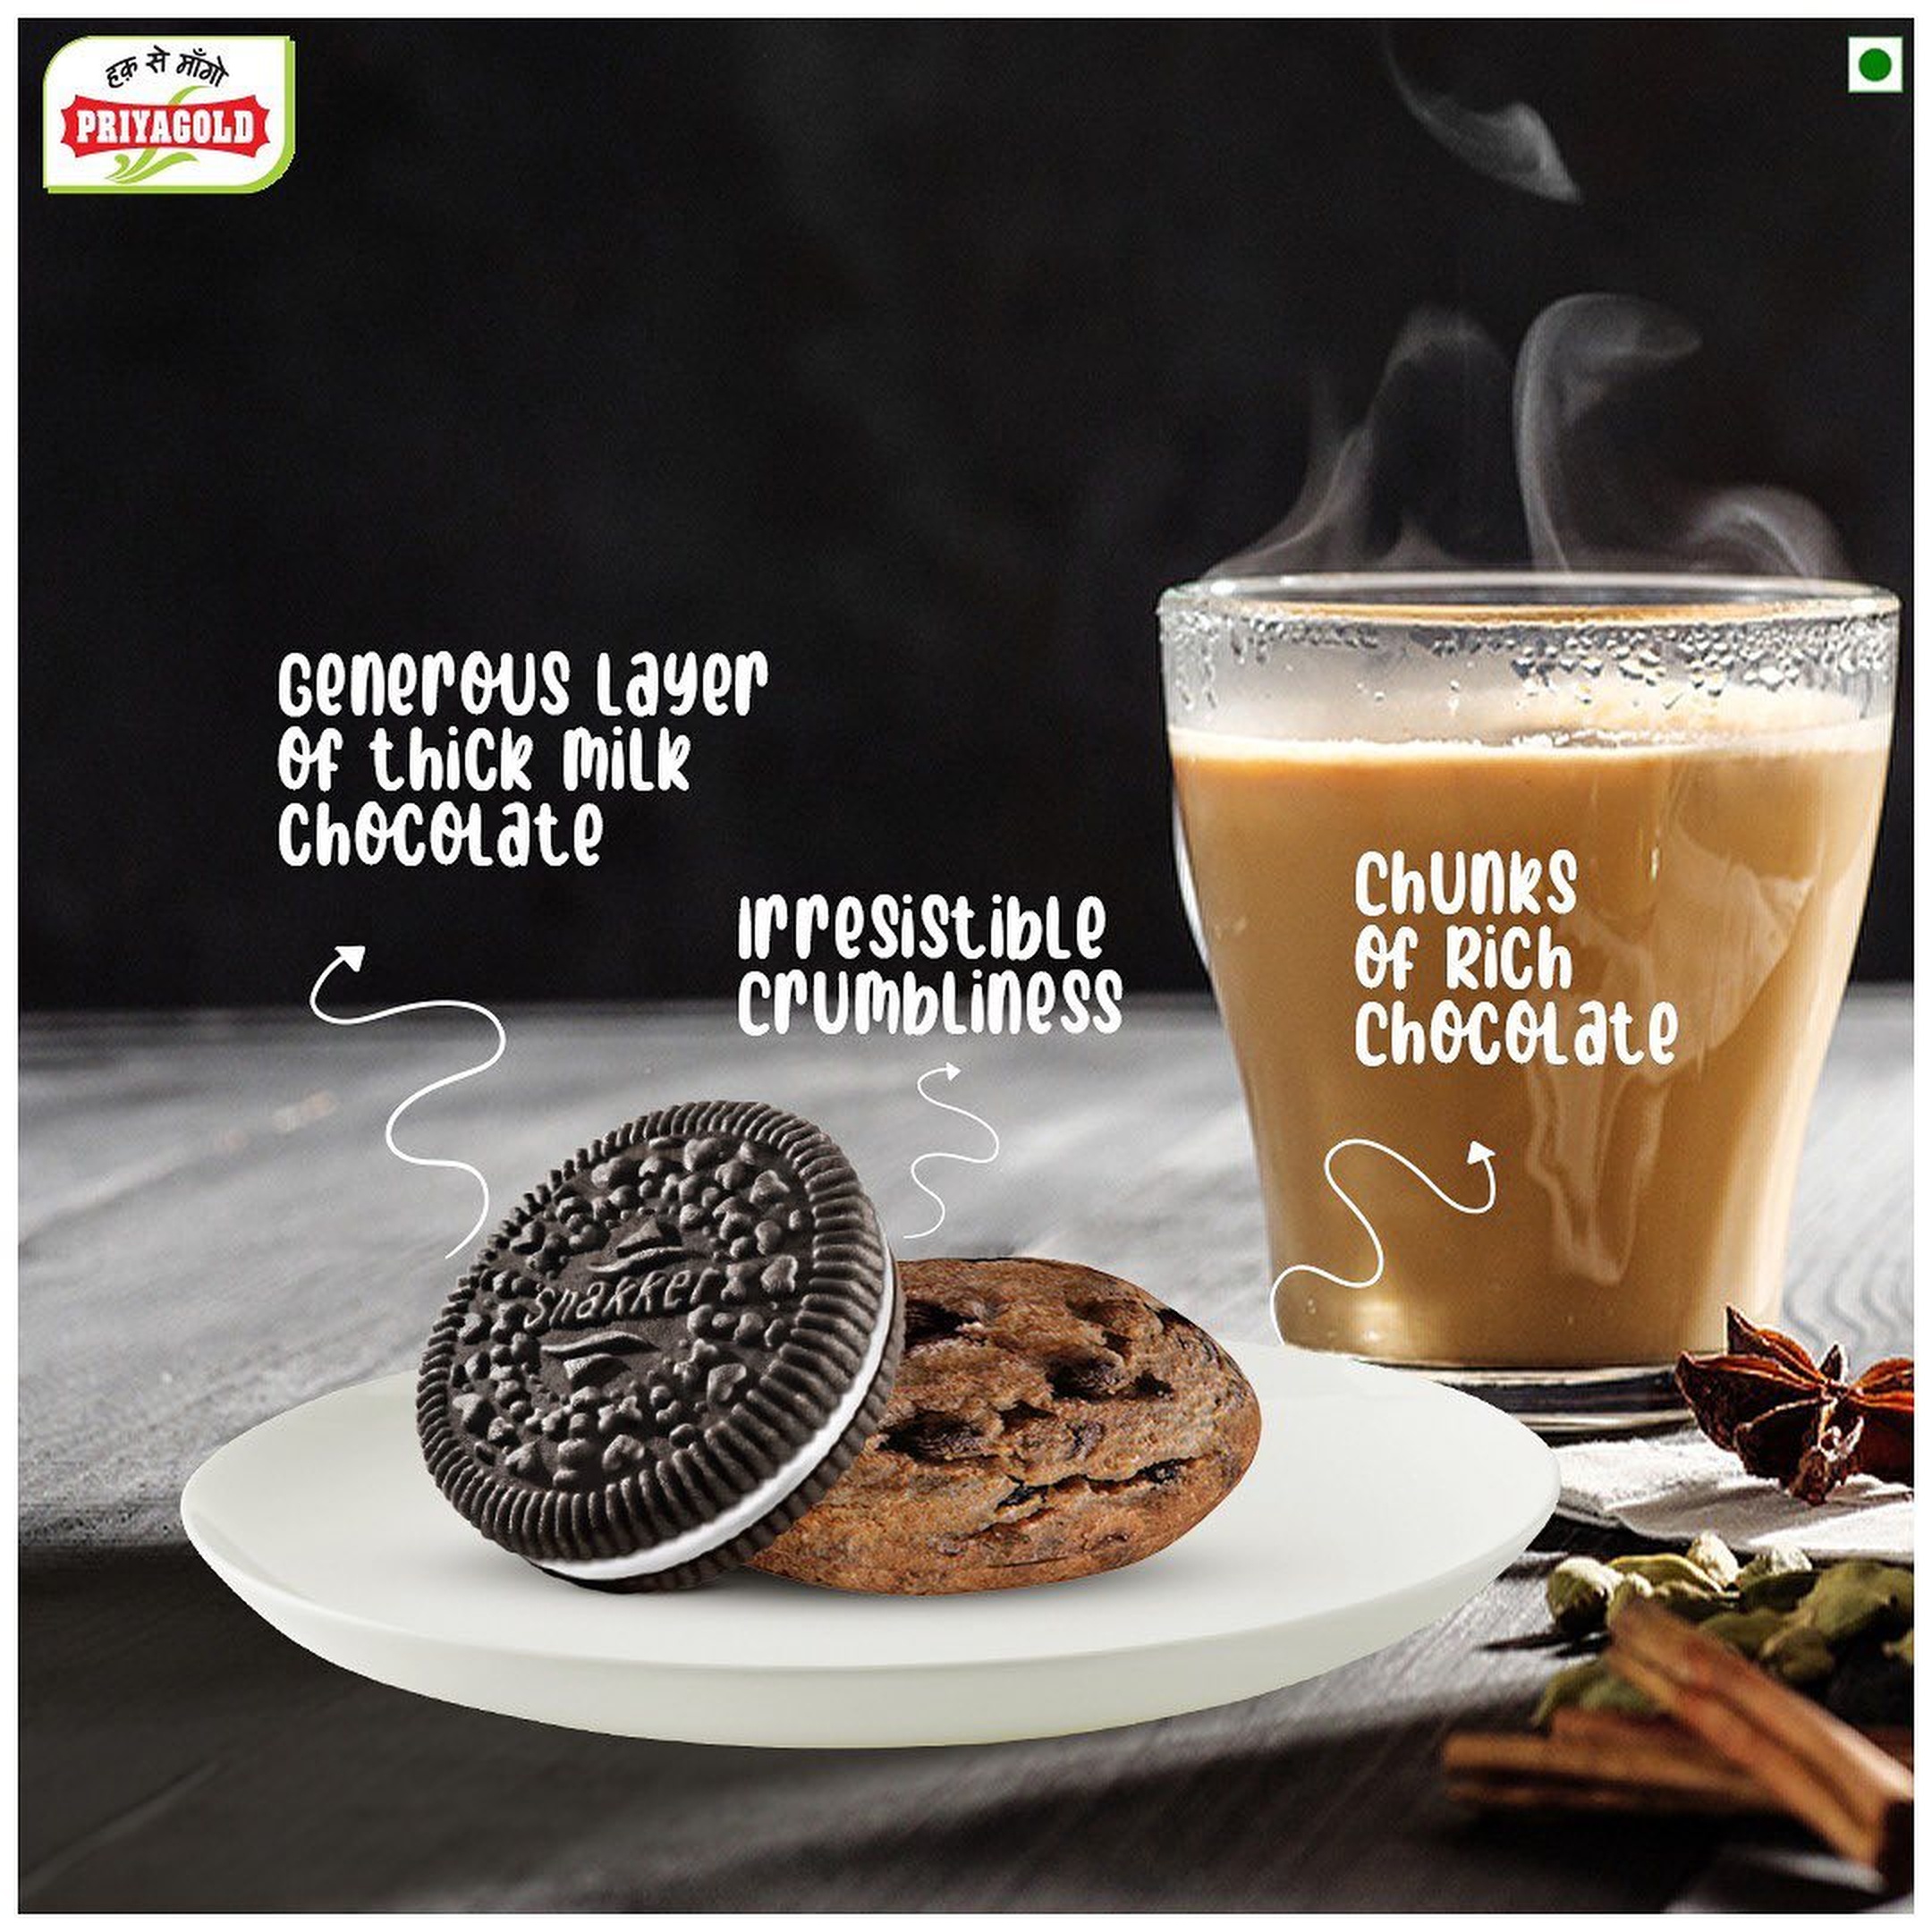 हक़ से माँगो
PRIYAGOLD
Generous Layer
of thick milk
chocolate
Irresistible
crumbliness
Chunks
of Rich
Chocolate
Snakker